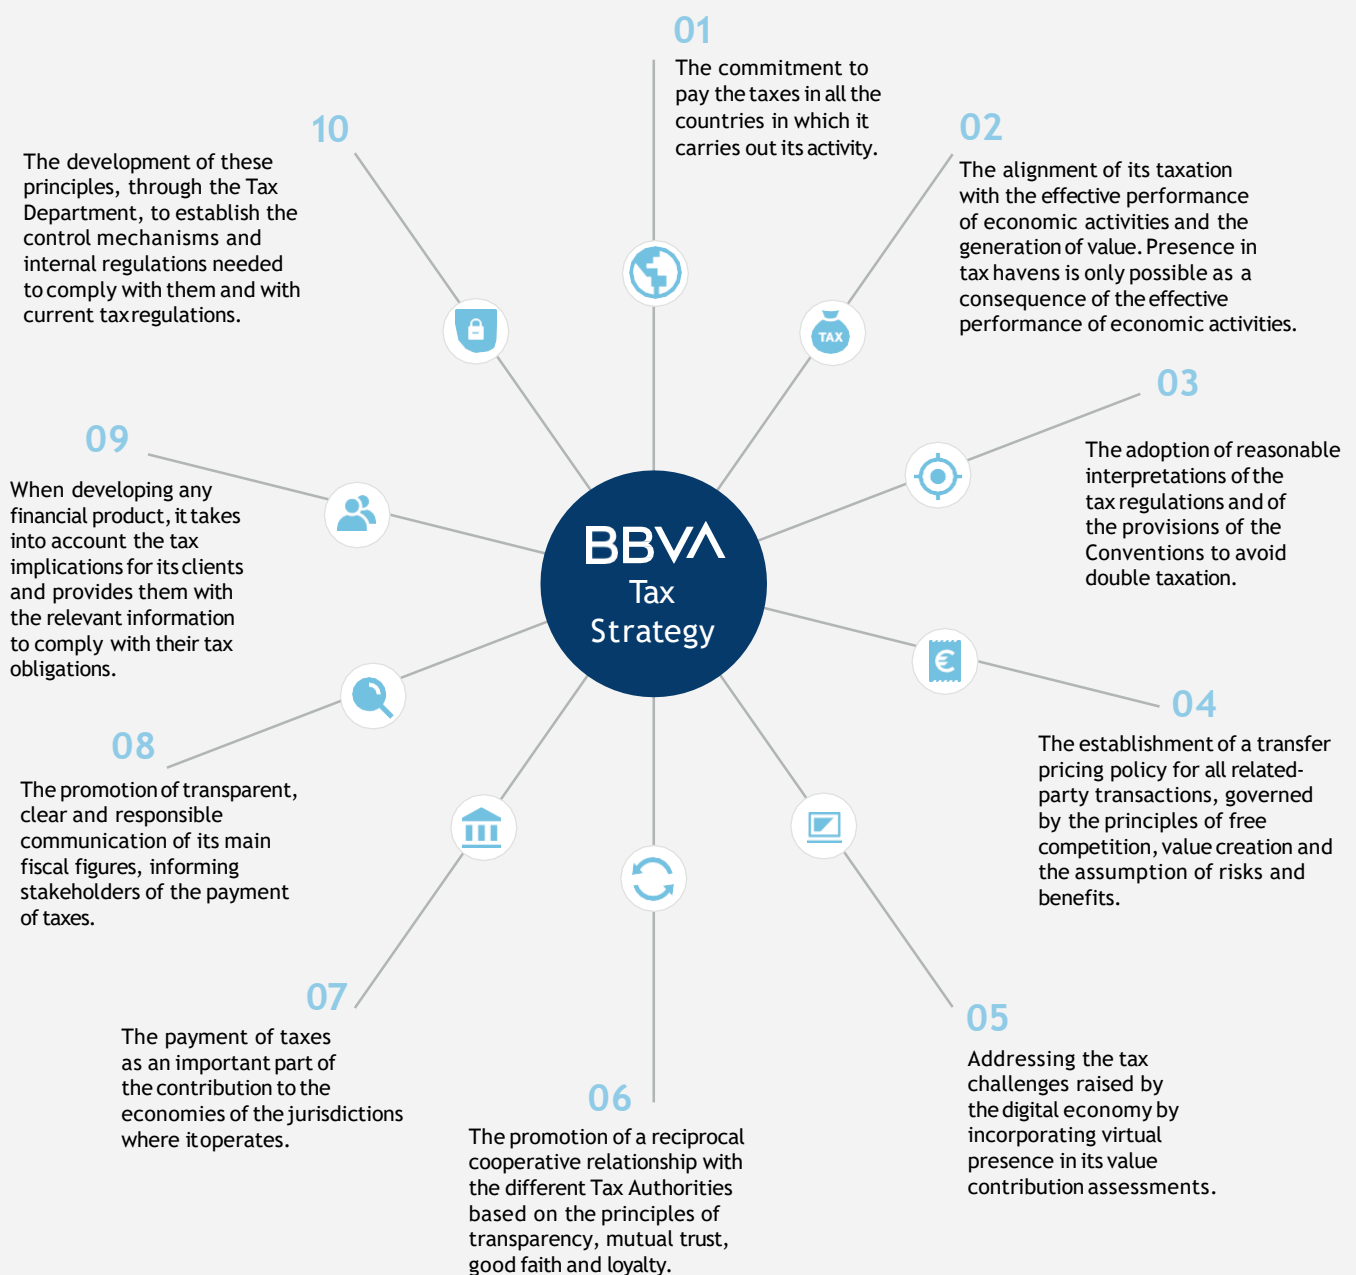 01
The commitment to
pay the taxes in all the
countries in which it
carries out its activity.
02
The alignment of its taxation
with the effective performance
of economic activities and the
generation of value. Presence in
tax havens is only possible as a
consequence of the effective
performance of economic activities.
03
The adoption of reasonable
interpretations of the
tax regulations and of
the provisions of the
Conventions to avoid
double taxation.
04
The establishment of a transfer
pricing policy for all related-
party transactions, governed
by the principles of free
competition, value creation and
the assumption of risks and
benefits.
05
Addressing the tax
challenges raised by
the digital economy by
incorporating virtual
presence in its value
contribution assessments.
06
The promotion of a reciprocal
cooperative relationship with
the different Tax Authorities
based on the principles of
transparency, mutual trust,
good faith and loyalty.
07
The payment of taxes
as an important part of
the contribution to the
economies of the jurisdictions
where it operates.
08
The promotion of transparent,
clear and responsible
communication of its main
fiscal figures, informing
stakeholders of the payment
of taxes.
09
When developing any
financial product, it takes
into account the tax
implications for its clients
and provides them with
the relevant information
to comply with their tax
obligations.
10
The development of these
principles, through the Tax
Department, to establish the
control mechanisms and
internal regulations needed
to comply with them and with
current tax regulations.
TAX
€
BBVA
Tax
Strategy